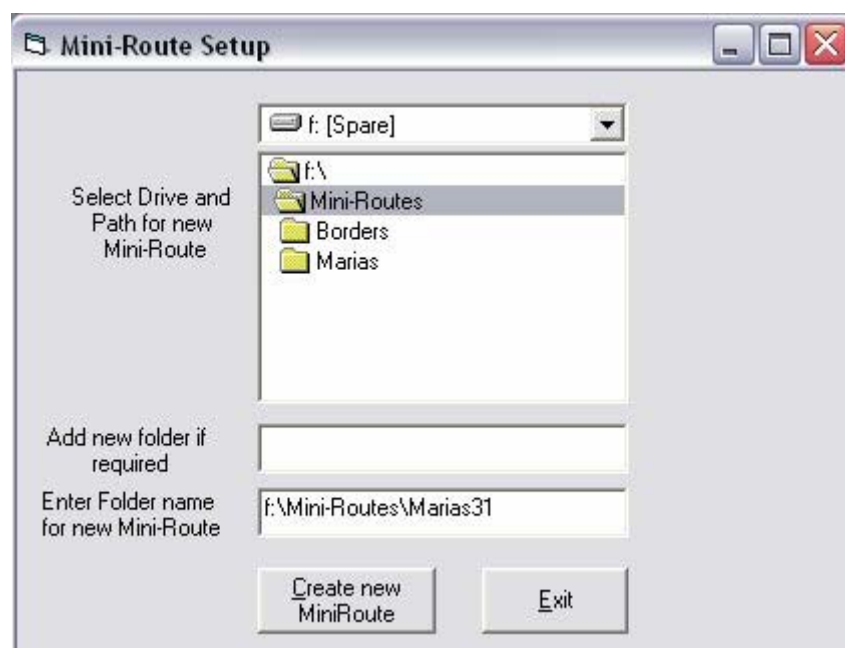 Mini-Route Setup
f: [Spare]
Select Drive and
Path for new
Mini-Route
f:\
Mini-Routes
Borders
Marias
Add new folder if
required
Enter Folder name
for new Mini-Route
f:\Mini-Routes\Marias31
Create new
MiniRoute
Exit